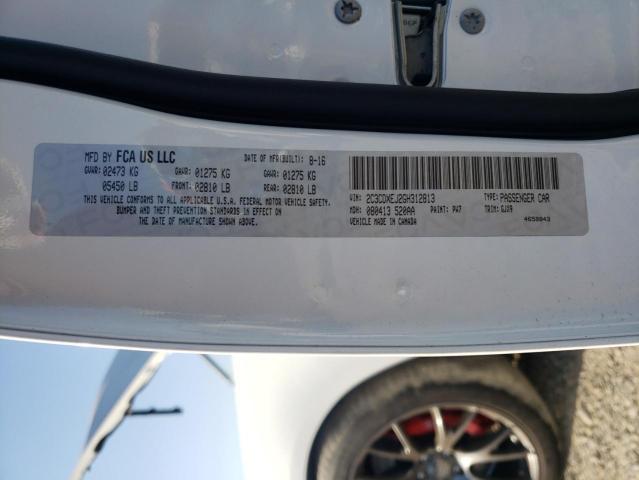 MFD BY FCA US LLC DATE OF MFR(BUILT): 8-16
GVWR: 02473 KG GAWR: 01275 KG GAWR: 01275 KG
05450 LB FRONT: 02810 LB REAR: 02810 LB
THIS VEHICLE CONFORMS TO ALL APPLICABLE U.S.A. FEDERAL MOTOR VEHICLE SAFETY,
BUMPER AND THEFT PREVENTION STANDARDS IN EFFECT ON
THE DATE OF MANUFACTURE SHOWN ABOVE.
VIN: 2C3CDXEJ2GH312813 TYPE: PASSENGER CAR
MDH: 080413 520AA PAINT: PW7 TRIM: GJX9
VEHICLE MADE IN CANADA 4658843